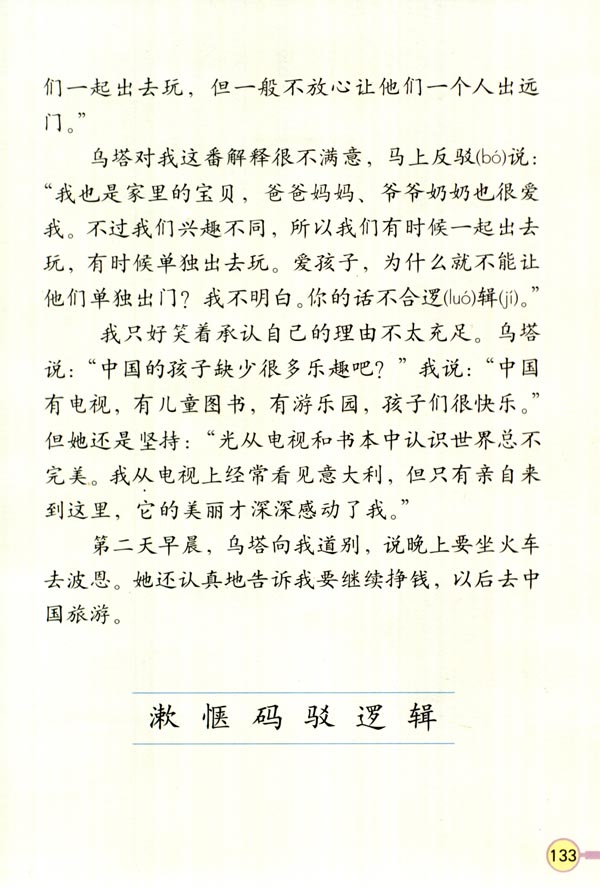 们一起出去玩，但一般不放心让他们一个人出远
门。”
乌塔对我这番解释很不满意，马上反驳(bó)说：
“我也是家里的宝贝，爸爸妈妈、爷爷奶奶也很爱
我。不过我们兴趣不同，所以我们有时候一起出去
玩，有时候单独出去玩。爱孩子，为什么就不能让
他们单独出门？我不明白。你的话不合逻(luó)辑(jí)。”
我只好笑着承认自己的理由不太充足。乌塔
说：“中国的孩子缺少很多乐趣吧？”我说：“中国
有电视，有儿童图书，有游乐园，孩子们很快乐。”
但她还是坚持：“光从电视和书本中认识世界总不
完美。我从电视上经常看见意大利，但只有亲自来
到这里，它的美丽才深深感动了我。”
第二天早晨，乌塔向我道别，说晚上要坐火车
去波恩。她还认真地告诉我要继续挣钱，以后去中
国旅游。
漱 惬 码 驳 逻 辑
133